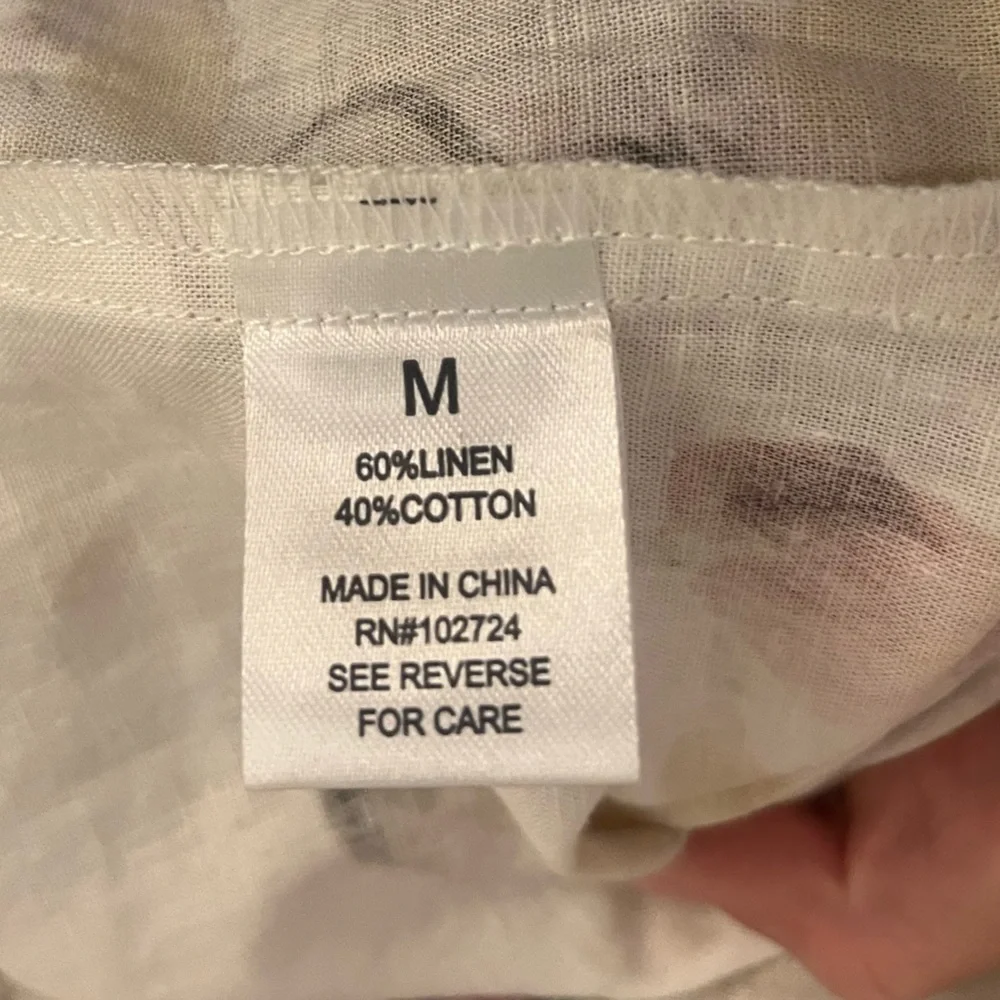 M
60%LINEN
40%COTTON
MADE IN CHINA
RN#102724
SEE REVERSE
FOR CARE